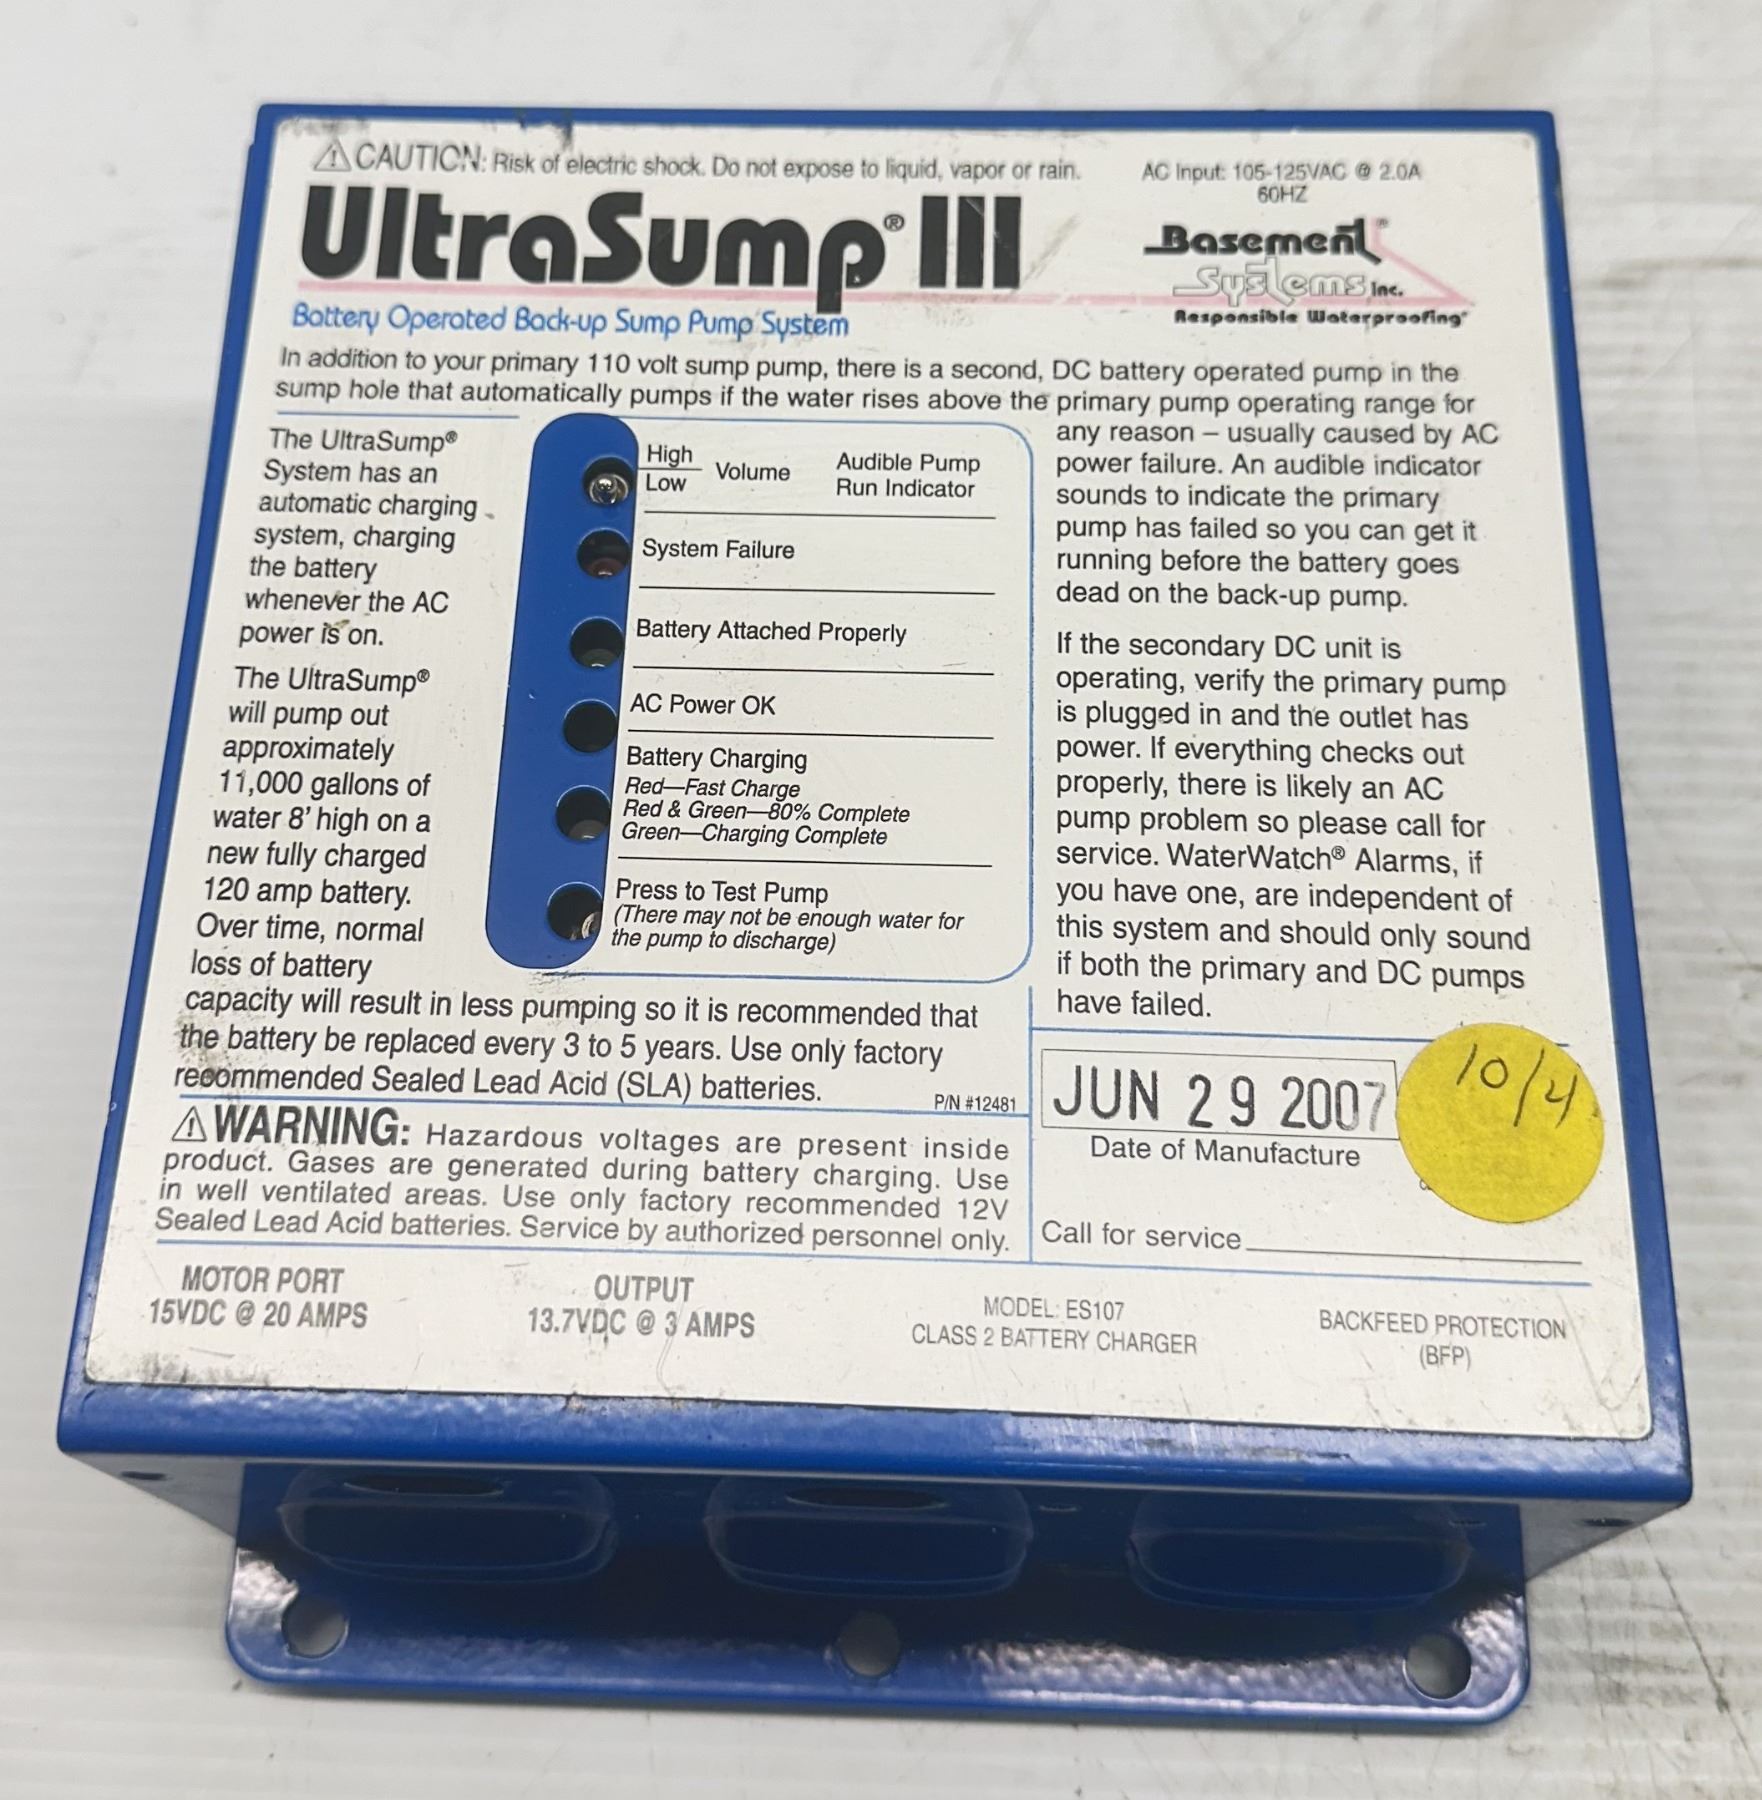 ⚠ CAUTION: Risk of electric shock. Do not expose to liquid, vapor or rain.
AC Input: 105-125VAC @ 2.0A
60HZ
UltraSump® III
Battery Operated Back-up Sump Pump System
Basement®
Systems Inc.
Responsible Waterproofing
In addition to your primary 110 volt sump pump, there is a second, DC battery operated pump in the
sump hole that automatically pumps if the water rises above the primary pump operating range for
any reason – usually caused by AC
power failure. An audible indicator
sounds to indicate the primary
pump has failed so you can get it
running before the battery goes
dead on the back-up pump.
If the secondary DC unit is
operating, verify the primary pump
is plugged in and the outlet has
power. If everything checks out
properly, there is likely an AC
pump problem so please call for
service. WaterWatch® Alarms, if
you have one, are independent of
this system and should only sound
if both the primary and DC pumps
have failed.
The UltraSump®
System has an
automatic charging
system, charging
the battery
whenever the AC
power is on.
The UltraSump®
will pump out
approximately
11,000 gallons of
water 8' high on a
new fully charged
120 amp battery.
Over time, normal
loss of battery
capacity will result in less pumping so it is recommended that
the battery be replaced every 3 to 5 years. Use only factory
recommended Sealed Lead Acid (SLA) batteries.
P/N #12481
High
Low
Volume
Audible Pump
Run Indicator
System Failure
Battery Attached Properly
AC Power OK
Battery Charging
Red—Fast Charge
Red & Green—80% Complete
Green—Charging Complete
Press to Test Pump
(There may not be enough water for
the pump to discharge)
⚠ WARNING: Hazardous voltages are present inside
product. Gases are generated during battery charging. Use
in well ventilated areas. Use only factory recommended 12V
Sealed Lead Acid batteries. Service by authorized personnel only.
JUN 29 2007
Date of Manufacture
10/4
Call for service
MOTOR PORT
15VDC @ 20 AMPS
OUTPUT
13.7VDC @ 3 AMPS
MODEL: ES107
CLASS 2 BATTERY CHARGER
BACKFEED PROTECTION
(BFP)